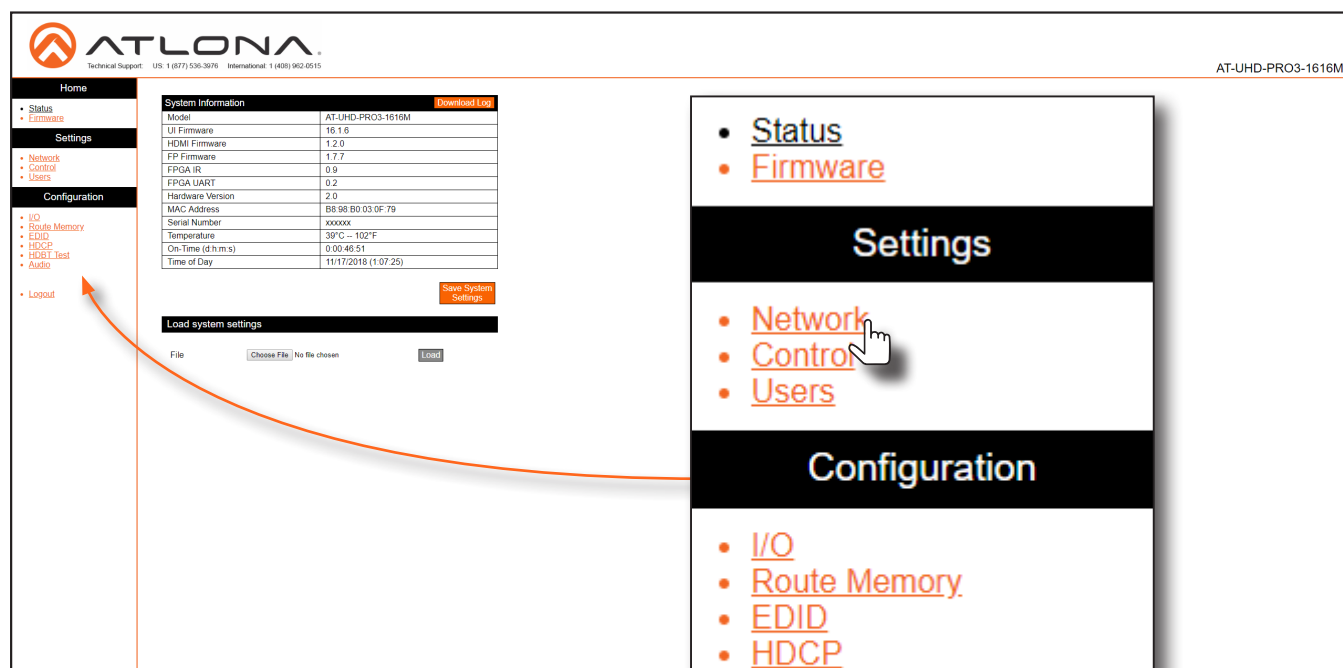 ATLONA.
Technical Support: US: 1 (877) 536-3976 International: 1 (408) 962-0515
AT-UHD-PRO3-1616M
Home
Status
Firmware
Settings
Network
Control
Users
Configuration
I/O
Route Memory
EDID
HDCP
HDBT Test
Audio
Logout
System Information Download Log
Model AT-UHD-PRO3-1616M
UI Firmware 16.1.6
HDMI Firmware 1.2.0
FP Firmware 1.7.7
FPGA IR 0.9
FPGA UART 0.2
Hardware Version 2.0
MAC Address B8:98:B0:03:0F:79
Serial Number xxxxxx
Temperature 39°C -- 102°F
On-Time (d:h:m:s) 0:00:46:51
Time of Day 11/17/2018 (1:07:25)
Save System
Settings
Load system settings
File Choose File No file chosen Load
Status
Firmware
Settings
Network
Control
Users
Configuration
I/O
Route Memory
EDID
HDCP